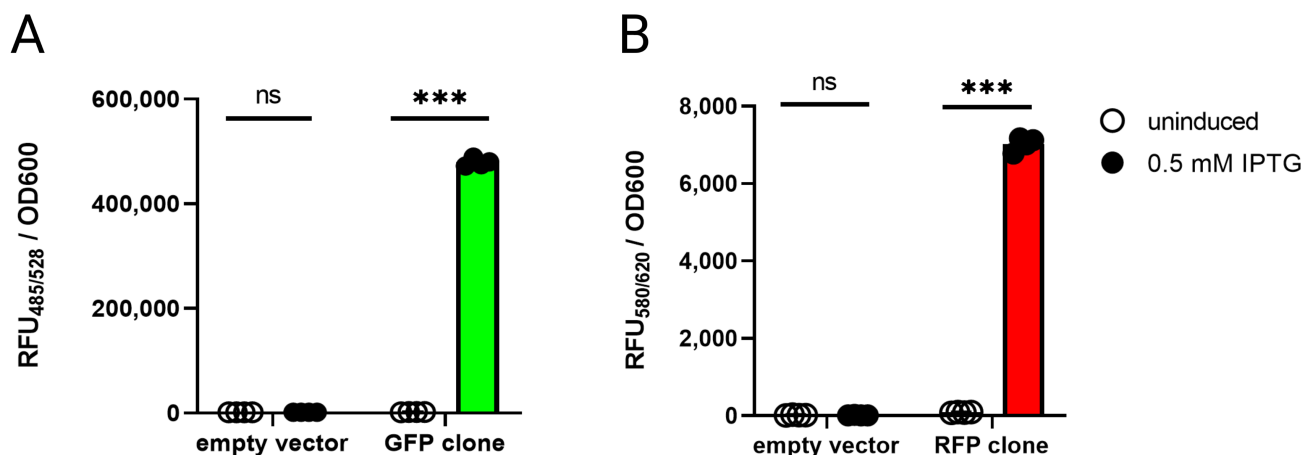 A
600,000
400,000
200,000
0
RFU485/528 / OD600
ns
***
empty vector
GFP clone
B
8,000
6,000
4,000
2,000
0
RFU580/620 / OD600
ns
***
empty vector
RFP clone
uninduced
0.5 mM IPTG